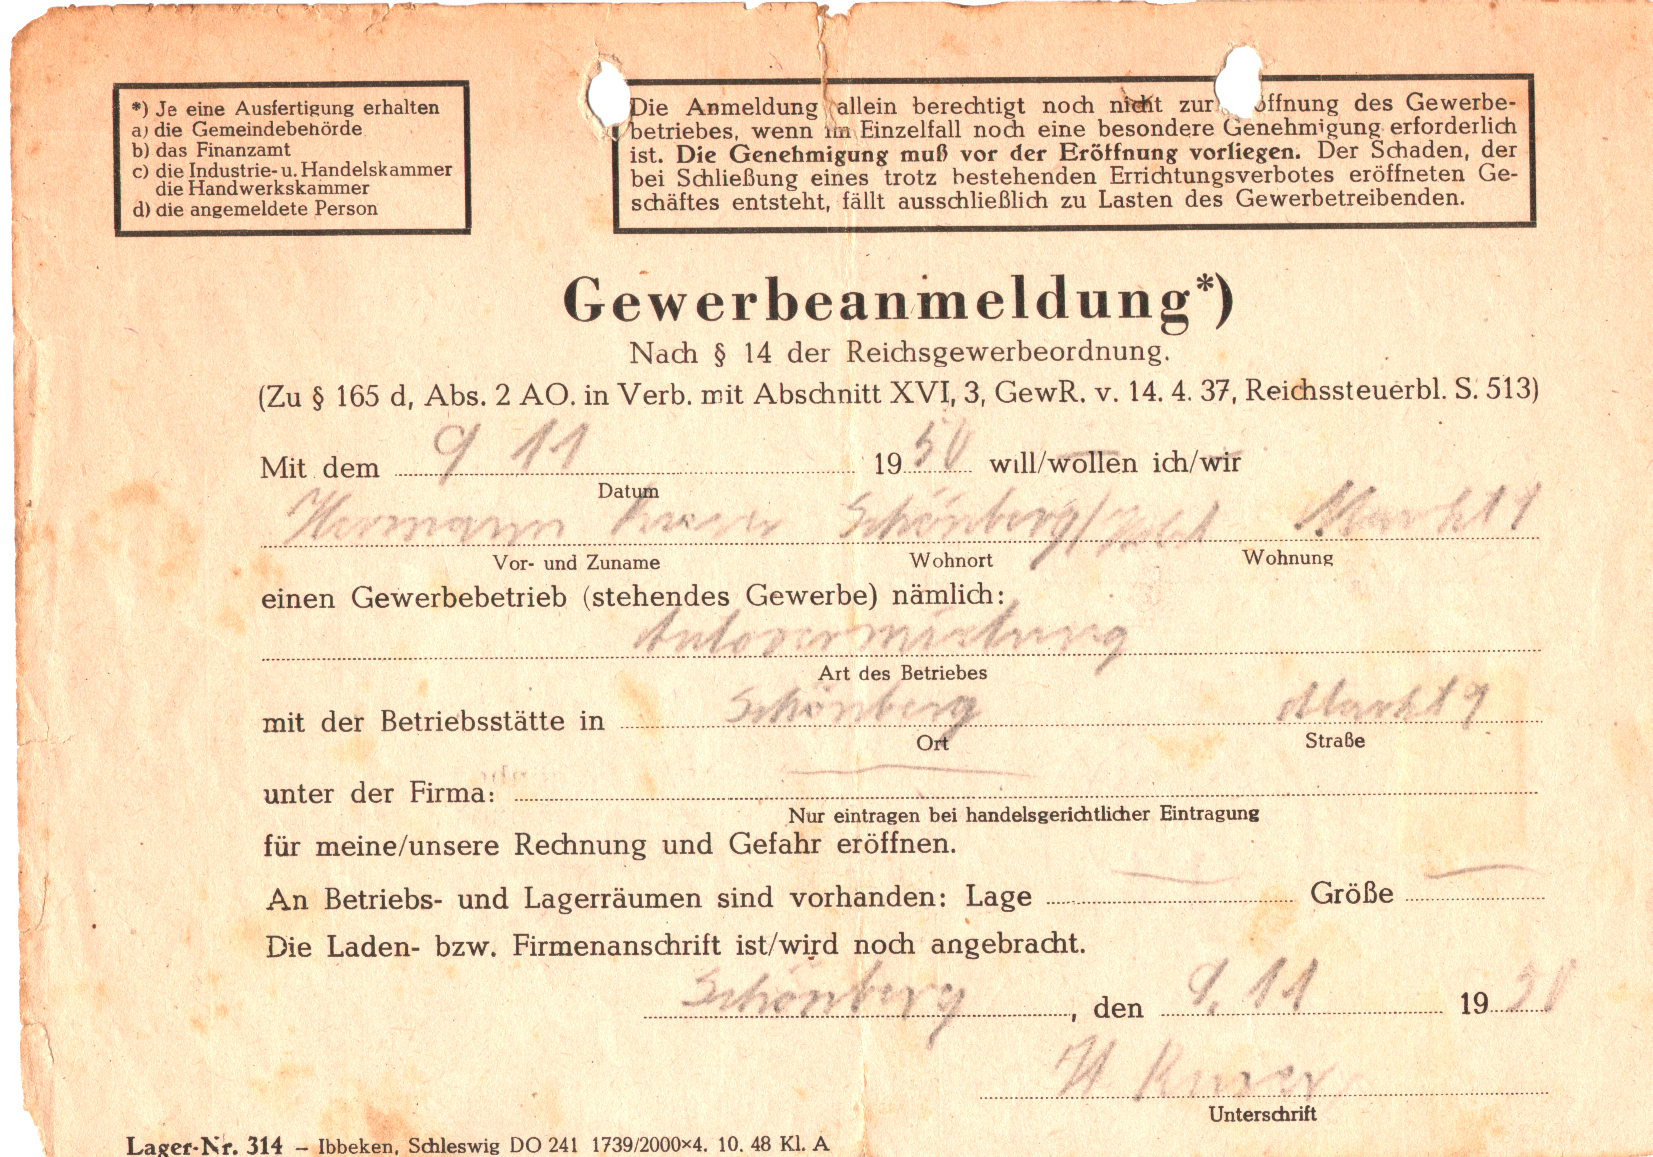 *) Je eine Ausfertigung erhalten
a) die Gemeindebehörde
b) das Finanzamt
c) die Industrie- u. Handelskammer
die Handwerkskammer
d) die angemeldete Person
Die Anmeldung allein berechtigt noch nicht zur öffnung des Gewerbe-
betriebes, wenn im Einzelfall noch eine besondere Genehmigung erforderlich
ist. Die Genehmigung muß vor der Eröffnung vorliegen. Der Schaden, der
bei Schließung eines trotz bestehenden Errichtungsverbotes eröffneten Ge-
schäftes entsteht, fällt ausschließlich zu Lasten des Gewerbetreibenden.
Gewerbeanmeldung*)
Nach § 14 der Reichsgewerbeordnung.
(Zu § 165 d, Abs. 2 AO. in Verb. mit Abschnitt XVI, 3, GewR. v. 14. 4. 37, Reichssteuerbl. S. 513)
Mit dem 9 11 1950 will/wollen ich/wir
Datum
Hermann Schönberg/Holst Markt 9
Vor- und Zuname Wohnort Wohnung
einen Gewerbebetrieb (stehendes Gewerbe) nämlich:
Autovermietung
Art des Betriebes
mit der Betriebsstätte in Schönberg Markt 9
Ort Straße
unter der Firma:
Nur eintragen bei handelsgerichtlicher Eintragung
für meine/unsere Rechnung und Gefahr eröffnen.
An Betriebs- und Lagerräumen sind vorhanden: Lage Größe
Die Laden- bzw. Firmenanschrift ist/wird noch angebracht.
Schönberg, den 9. 11 1950
H
Unterschrift
Lager-Nr. 314 – Ibbeken, Schleswig DO 241 1739/2000×4. 10. 48 Kl. A